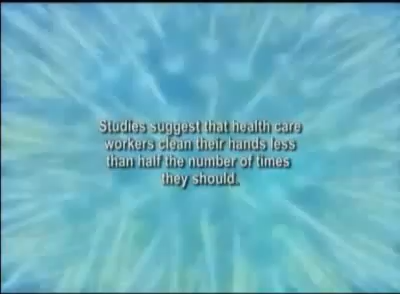 Studies suggest that health care
workers clean their hands less
than half the number of times
they should.